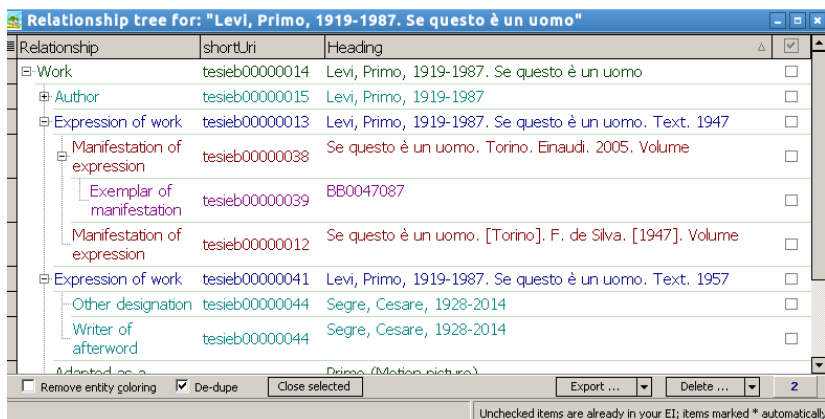 Relationship tree for: "Levi, Primo, 1919-1987. Se questo è un uomo"
Relationship shortUri Heading
Work tesieb00000014 Levi, Primo, 1919-1987. Se questo è un uomo
Author tesieb00000015 Levi, Primo, 1919-1987
Expression of work tesieb00000013 Levi, Primo, 1919-1987. Se questo è un uomo. Text. 1947
Manifestation of expression tesieb00000038 Se questo è un uomo. Torino. Einaudi. 2005. Volume
Exemplar of manifestation tesieb00000039 BB0047087
Manifestation of expression tesieb00000012 Se questo è un uomo. [Torino]. F. de Silva. [1947]. Volume
Expression of work tesieb00000041 Levi, Primo, 1919-1987. Se questo è un uomo. Text. 1957
Other designation tesieb00000044 Segre, Cesare, 1928-2014
Writer of afterword tesieb00000044 Segre, Cesare, 1928-2014
Adapted as a Primo (Motion picture)
Remove entity coloring De-dupe Close selected Export ... Delete ... 2
Unchecked items are already in your EI; items marked * automatically